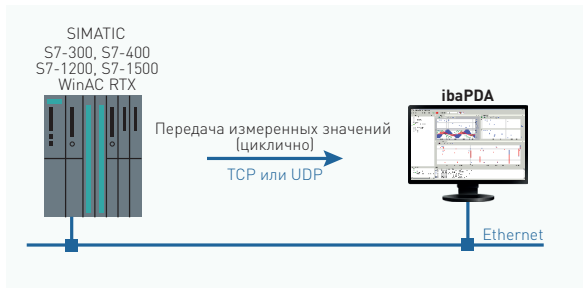 SIMATIC
S7-300, S7-400
S7-1200, S7-1500
WinAC RTX
ibaPDA
Передача измеренных значений
(циклично)
TCP или UDP
Ethernet